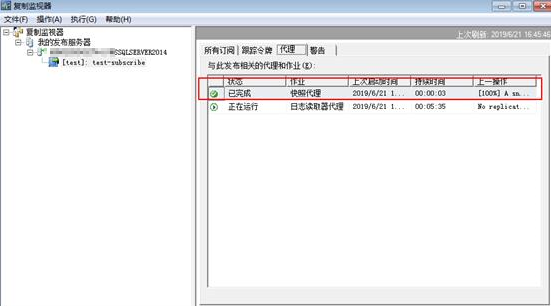 复制监视器
文件(F) 操作(A) 执行(G) 帮助(H)
复制监视器
我的发布服务器
SSQLSERVER2014
[test]: test-subscribe
上次刷新: 2019/6/21 16:45:46
所有订阅 跟踪令牌 代理 警告
与此发布相关的代理和作业(E):
状态 作业 上次启动时间 持续时间 上一操作
已完成 快照代理 2019/6/21 1... 00:00:03 [100%] A sn...
正在运行 日志读取器代理 2019/6/21 1... 00:05:35 No replicat...